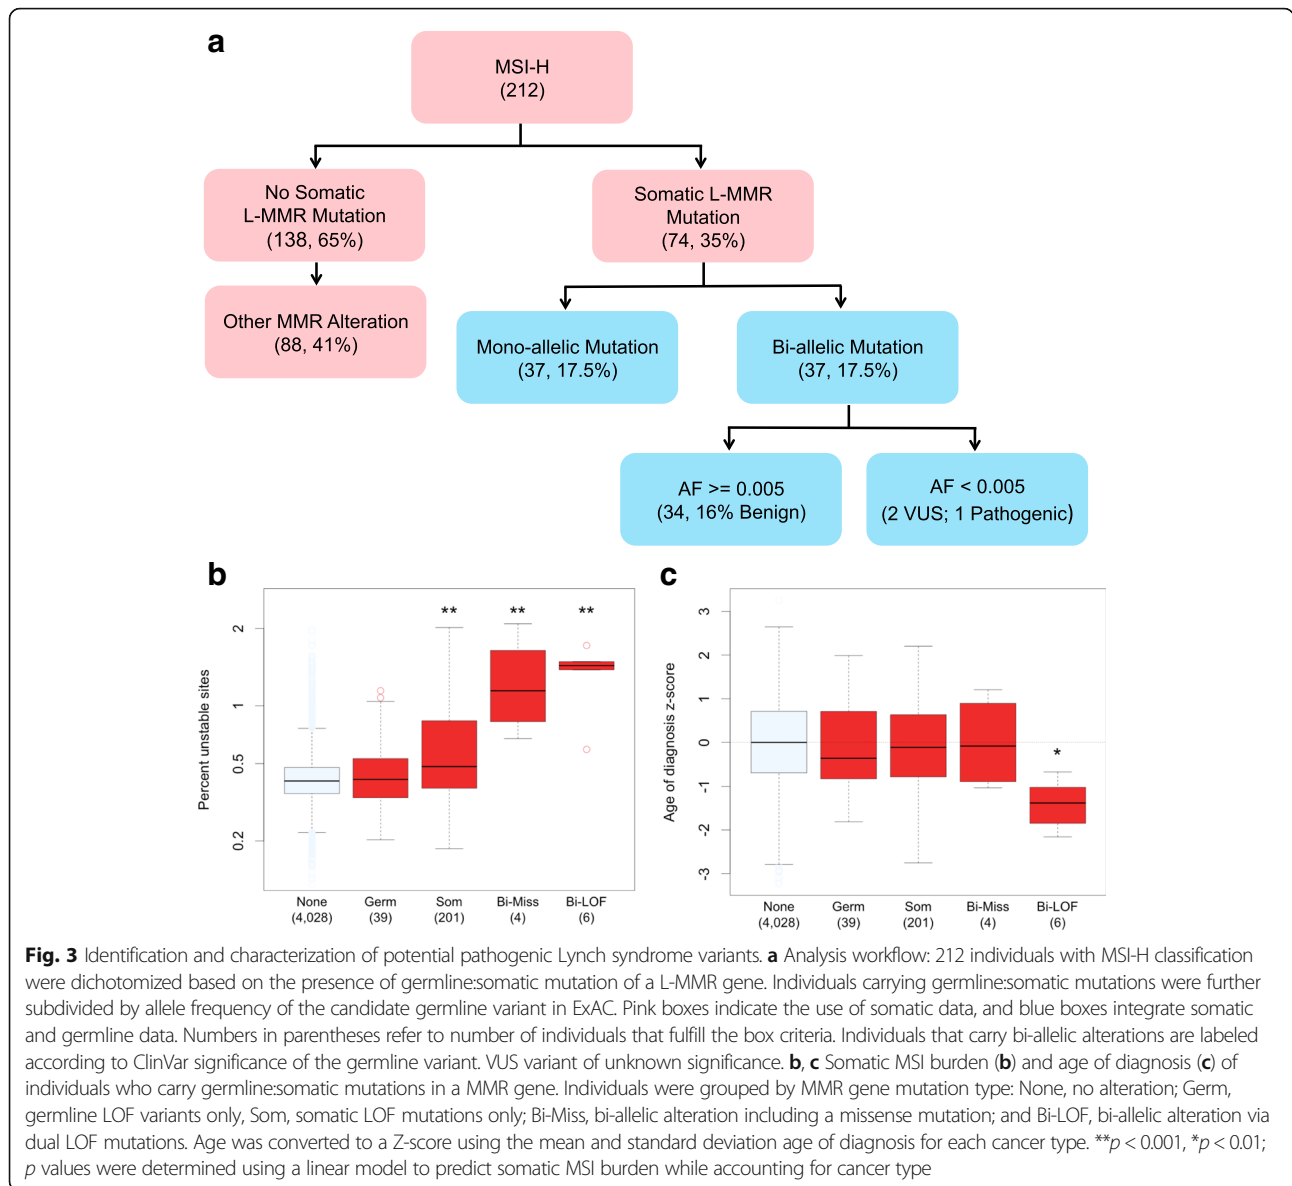 a
MSI-H
(212)
No Somatic
L-MMR Mutation
(138, 65%)
Somatic L-MMR
Mutation
(74, 35%)
Other MMR Alteration
(88, 41%)
Mono-allelic Mutation
(37, 17.5%)
Bi-allelic Mutation
(37, 17.5%)
AF >= 0.005
(34, 16% Benign)
AF < 0.005
(2 VUS; 1 Pathogenic)
b
Percent unstable sites
2
1
0.5
0.2
** ** **
None Germ Som Bi-Miss Bi-LOF
(4,028) (39) (201) (4) (6)
c
Age of diagnosis z-score
3
2
1
0
-1
-2
-3
*
None Germ Som Bi-Miss Bi-LOF
(4,028) (39) (201) (4) (6)
Fig. 3 Identification and characterization of potential pathogenic Lynch syndrome variants. a Analysis workflow: 212 individuals with MSI-H classification
were dichotomized based on the presence of germline:somatic mutation of a L-MMR gene. Individuals carrying germline:somatic mutations were further
subdivided by allele frequency of the candidate germline variant in ExAC. Pink boxes indicate the use of somatic data, and blue boxes integrate somatic
and germline data. Numbers in parentheses refer to number of individuals that fulfill the box criteria. Individuals that carry bi-allelic alterations are labeled
according to ClinVar significance of the germline variant. VUS variant of unknown significance. b, c Somatic MSI burden (b) and age of diagnosis (c) of
individuals who carry germline:somatic mutations in a MMR gene. Individuals were grouped by MMR gene mutation type: None, no alteration; Germ,
germline LOF variants only, Som, somatic LOF mutations only; Bi-Miss, bi-allelic alteration including a missense mutation; and Bi-LOF, bi-allelic alteration via
dual LOF mutations. Age was converted to a Z-score using the mean and standard deviation age of diagnosis for each cancer type. **p < 0.001, *p < 0.01;
p values were determined using a linear model to predict somatic MSI burden while accounting for cancer type